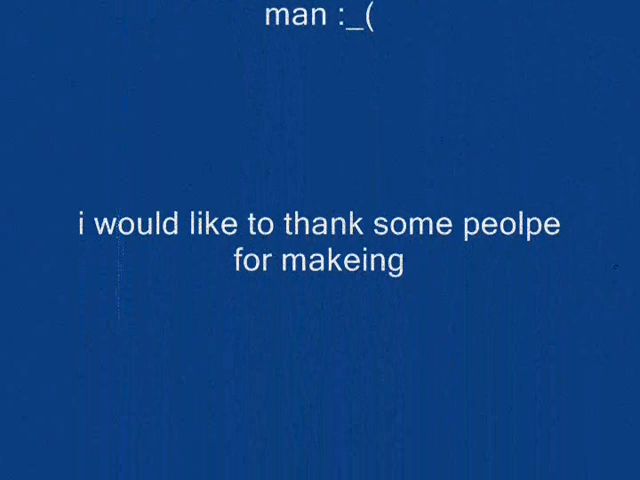 man :_(
i would like to thank some peolpe
for makeing